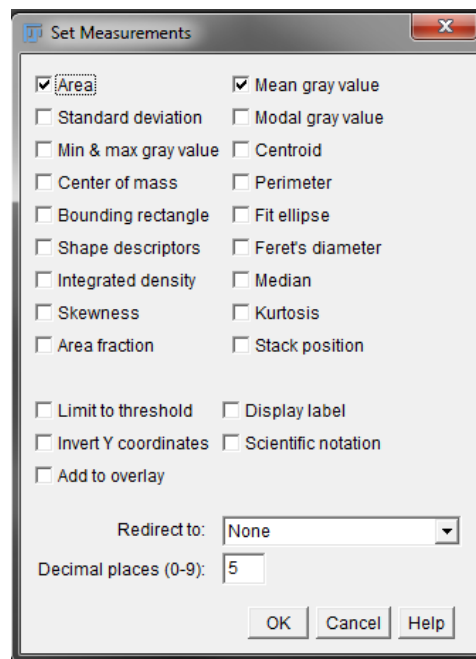 Set Measurements
Area Mean gray value
Standard deviation Modal gray value
Min & max gray value Centroid
Center of mass Perimeter
Bounding rectangle Fit ellipse
Shape descriptors Feret's diameter
Integrated density Median
Skewness Kurtosis
Area fraction Stack position
Limit to threshold Display label
Invert Y coordinates Scientific notation
Add to overlay
Redirect to: None
Decimal places (0-9): 5
OK Cancel Help